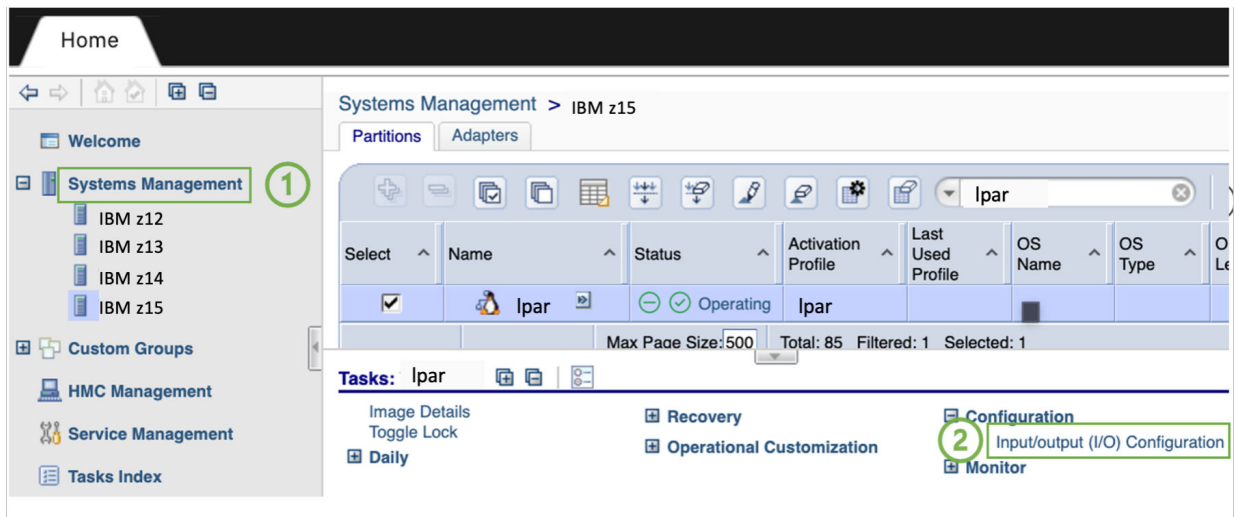 Home
Welcome
Systems Management
1
IBM z12
IBM z13
IBM z14
IBM z15
Custom Groups
HMC Management
Service Management
Tasks Index
Systems Management > IBM z15
Partitions Adapters
lpar
Select Name Status Activation Profile Last Used Profile OS Name OS Type O Le
lpar Operating lpar
Max Page Size: 500 Total: 85 Filtered: 1 Selected: 1
Tasks: lpar
Image Details
Toggle Lock
Daily
Recovery
Operational Customization
Configuration
2 Input/output (I/O) Configuration
Monitor